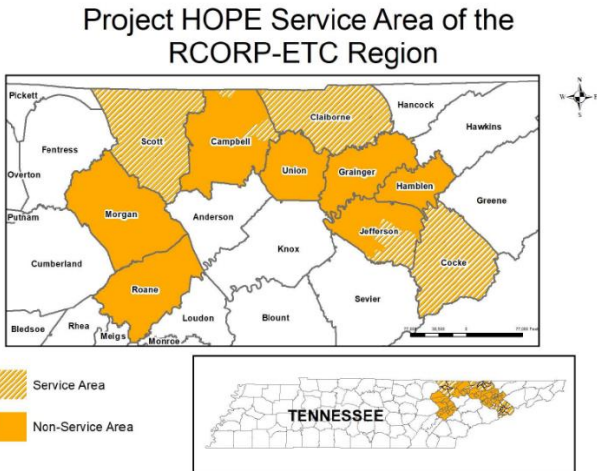 Project HOPE Service Area of the
RCORP-ETC Region
Pickett
Hancock
Claiborne
Hawkins
Scott
Campbell
Fentress
Union
Grainger
Overton
Hamblen
Greene
Putnam
Morgan
Anderson
Jefferson
Knox
Cumberland
Cocke
Roane
Sevier
Loudon
Blount
Bledsoe
Rhea
Meigs
Monroe
N
W
E
S
Service Area
Non-Service Area
TENNESSEE